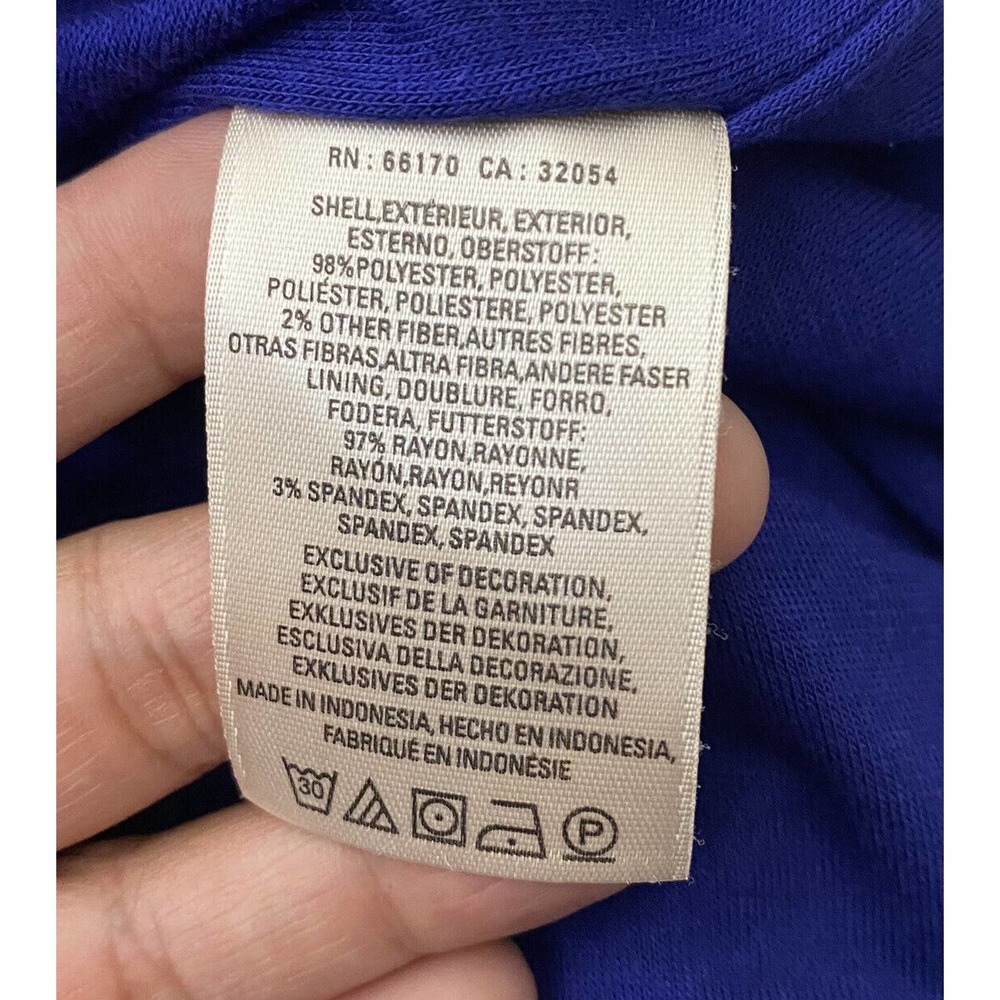 RN : 66170 CA : 32054
SHELL,EXTÉRIEUR, EXTERIOR,
ESTERNO, OBERSTOFF:
98%POLYESTER, POLYESTER,
POLIÉSTER, POLIESTERE, POLYESTER
2% OTHER FIBER,AUTRES FIBRES,
OTRAS FIBRAS,ALTRA FIBRA,ANDERE FASER
LINING, DOUBLURE, FORRO,
FODERA, FUTTERSTOFF:
97% RAYON,RAYONNE,
RAYÓN,RAYON,REYONR
3% SPANDEX, SPANDEX, SPANDEX,
SPANDEX, SPANDEX
EXCLUSIVE OF DECORATION,
EXCLUSIF DE LA GARNITURE,
EXKLUSIVES DER DEKORATION,
ESCLUSIVA DELLA DECORAZIONE,
EXKLUSIVES DER DEKORATION
MADE IN INDONESIA, HECHO EN INDONESIA,
FABRIQUÉ EN INDONÉSIE
30 P